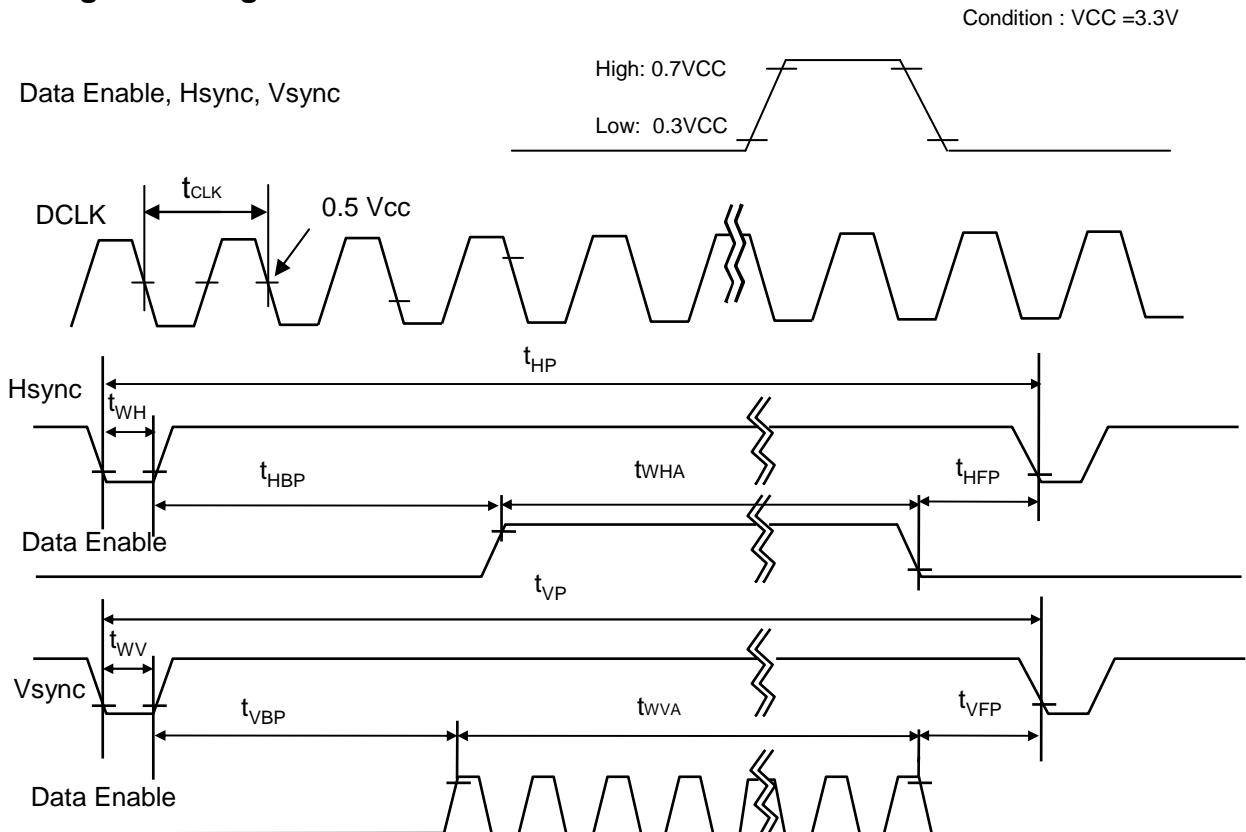 Condition : VCC =3.3V
High: 0.7VCC
Data Enable, Hsync, Vsync
Low: 0.3VCC
tCLK
DCLK
0.5 Vcc
tHP
Hsync
tWH
tHBP
tWHA
tHFP
Data Enable
tVP
tWV
Vsync
tVBP
tWVA
tVFP
Data Enable